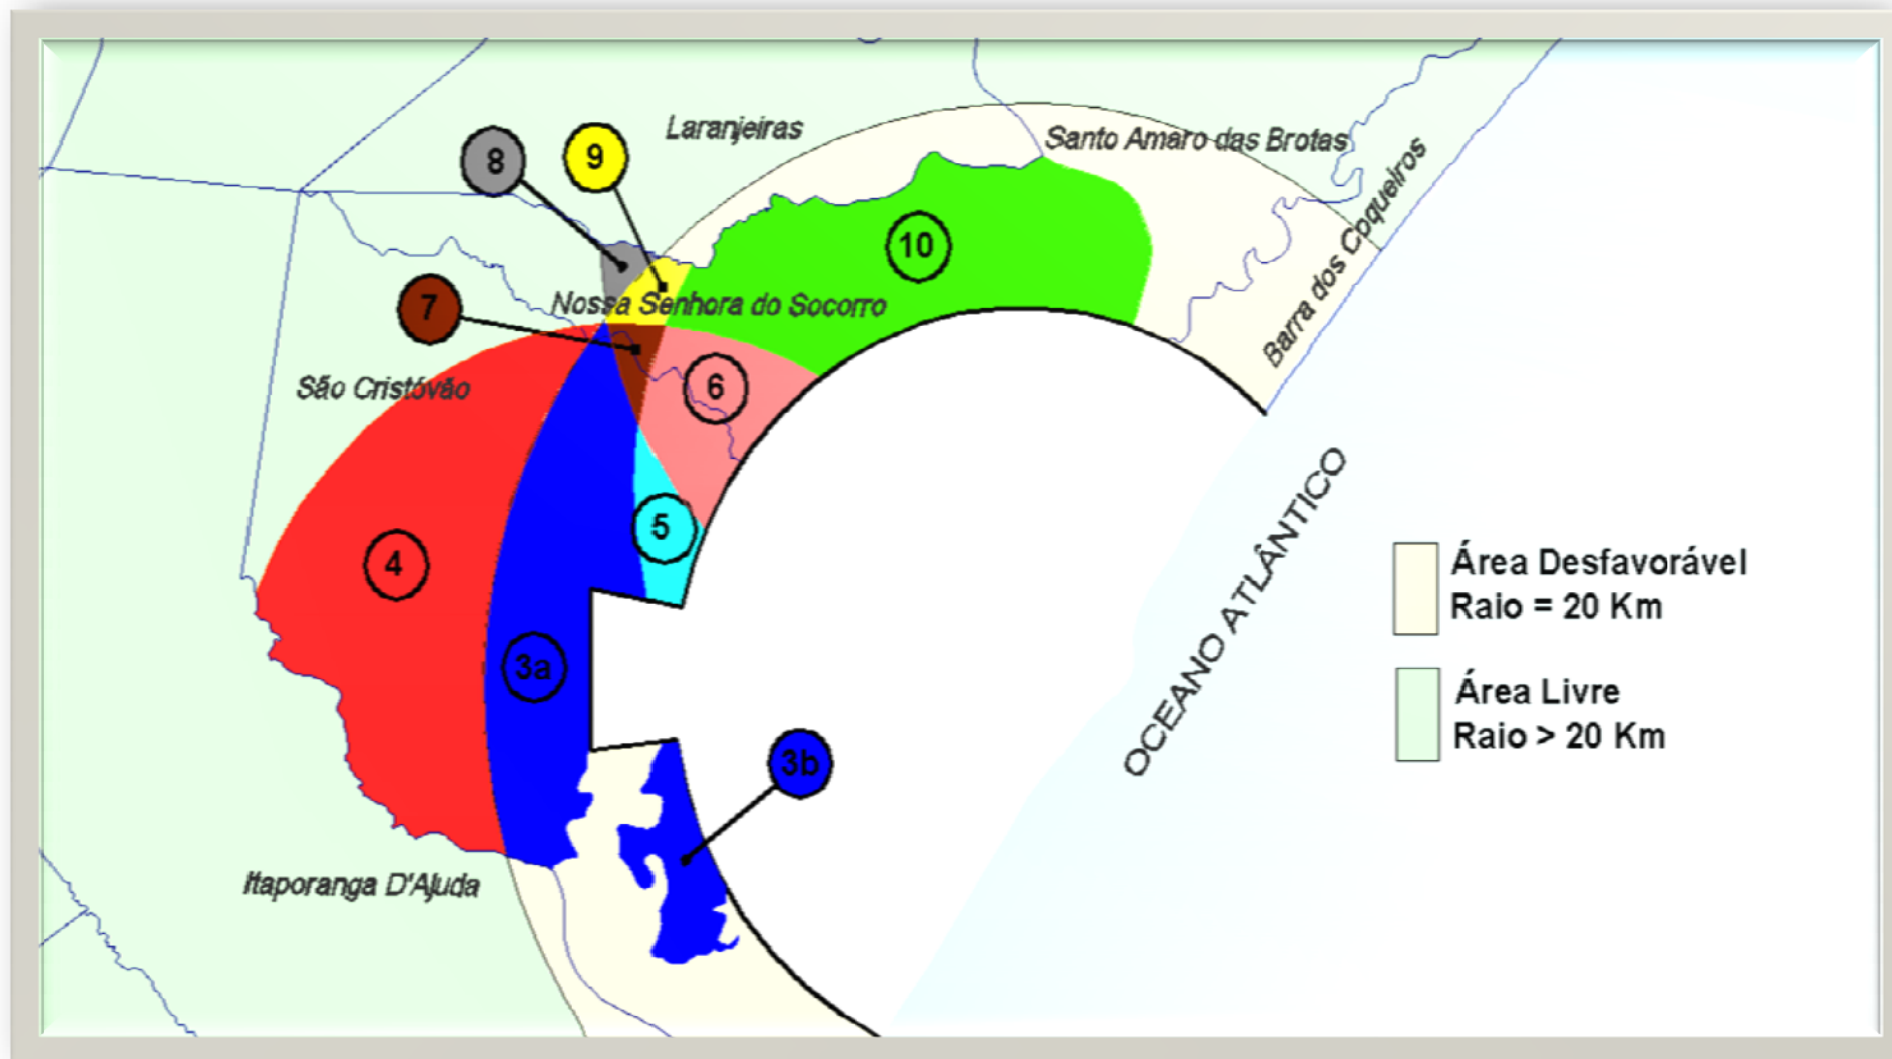 Laranjeiras
Santo Amaro das Brotas
8
9
Barra dos Coqueiros
10
7
Nossa Senhora do Socorro
São Cristóvão
6
5
4
3a
3b
Itaporanga D'Ajuda
OCEANO ATLÂNTICO
Área Desfavorável
Raio = 20 Km
Área Livre
Raio > 20 Km